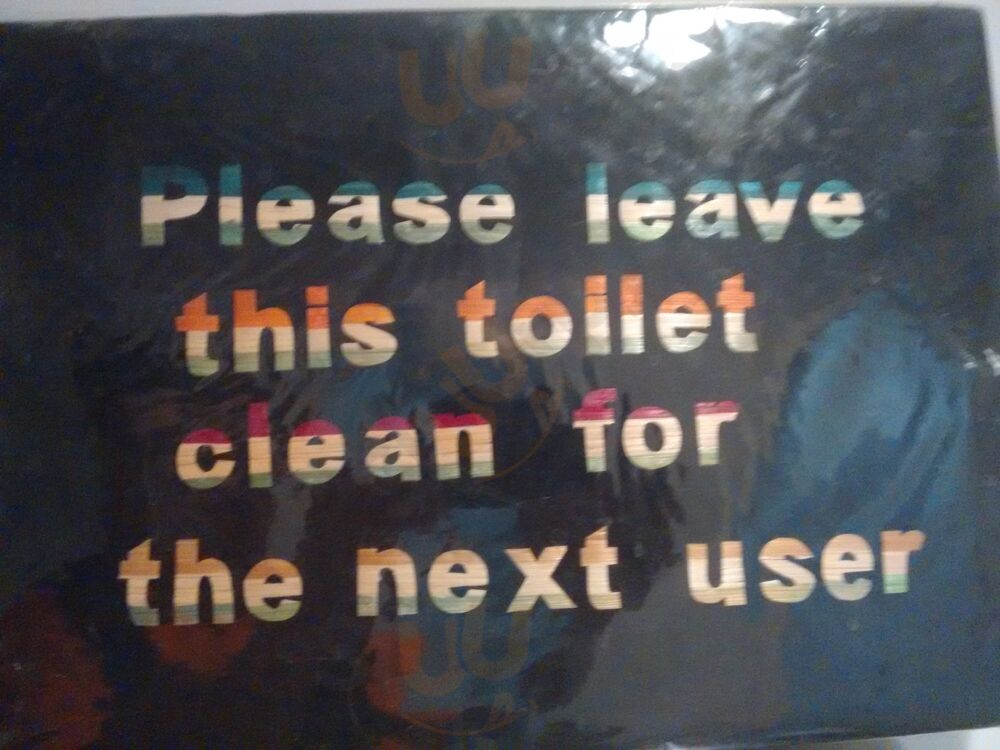 Please leave
this toilet
clean for
the next user